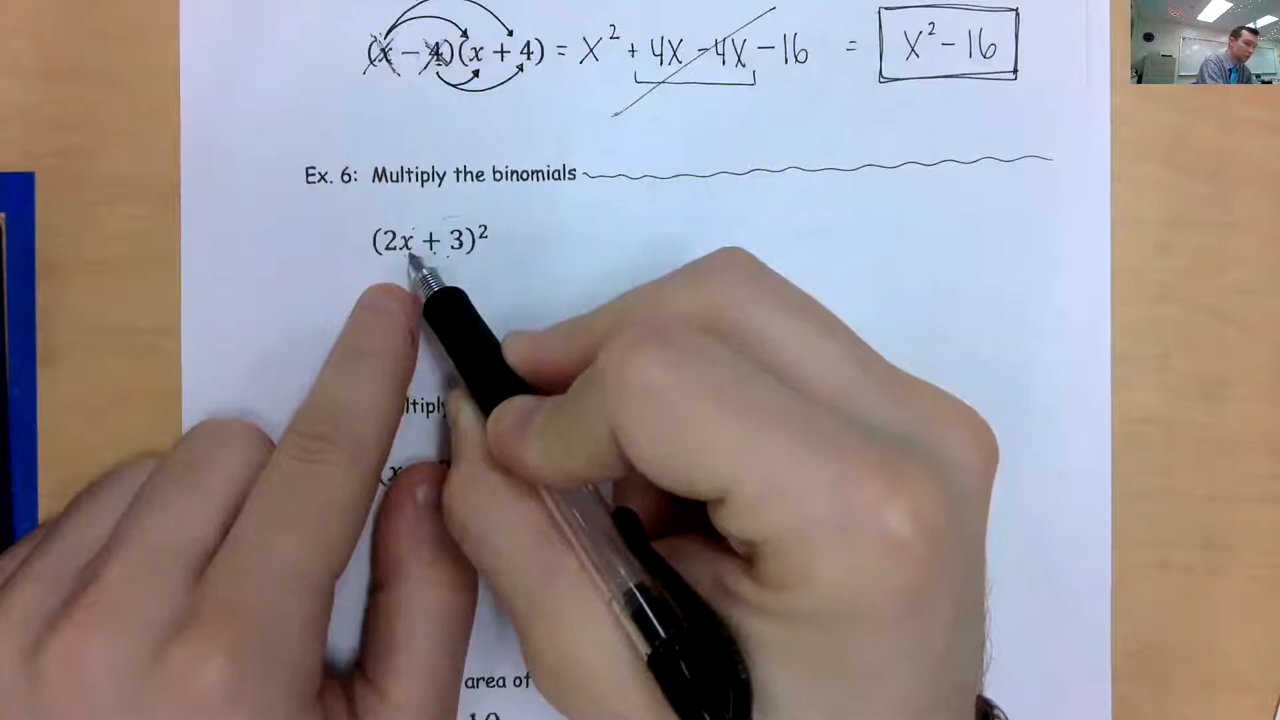 (x − 4)(x + 4) = x² + 4x − 4x − 16 = x² − 16
Ex. 6: Multiply the binomials
(2x + 3)²
area of